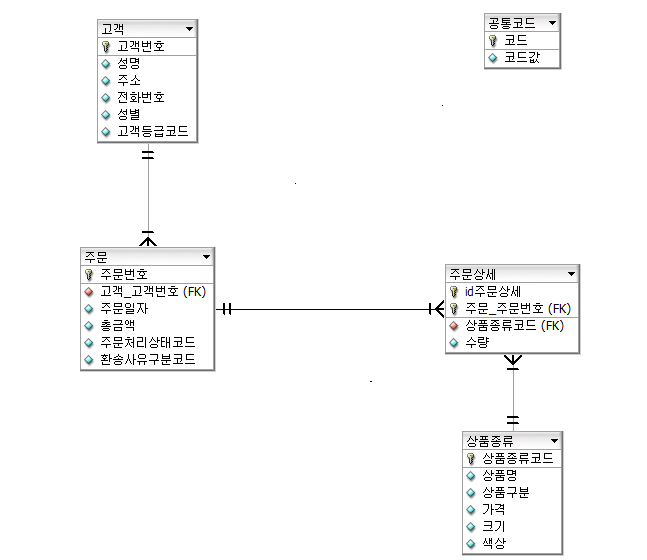 고객
고객번호
성명
주소
전화번호
성별
고객등급코드
공통코드
코드
코드값
주문
주문번호
고객_고객번호 (FK)
주문일자
총금액
주문처리상태코드
환송사유구분코드
주문상세
id주문상세
주문_주문번호 (FK)
상품종류코드 (FK)
수량
상품종류
상품종류코드
상품명
상품구분
가격
크기
색상